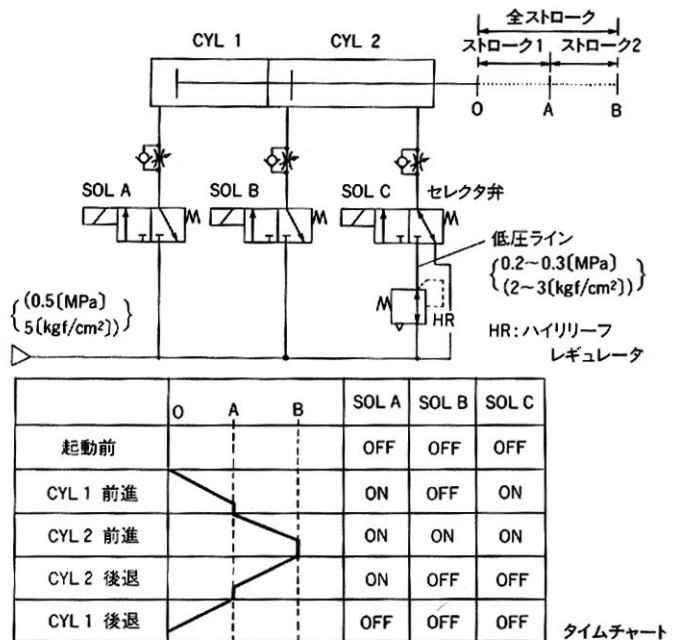 全ストローク
CYL 1 CYL 2 ストローク1 ストローク2
O A B
SOL A SOL B SOL C セレクタ弁
低圧ライン
{0.2~0.3[MPa]
(2~3[kgf/cm²])}
{(0.5[MPa]
5[kgf/cm²])}
HR
HR:ハイリリーフ
レギュレータ
O A B SOL A SOL B SOL C
起動前 OFF OFF OFF
CYL 1 前進 ON OFF ON
CYL 2 前進 ON ON ON
CYL 2 後退 ON OFF OFF
CYL 1 後退 OFF OFF OFF
タイムチャート